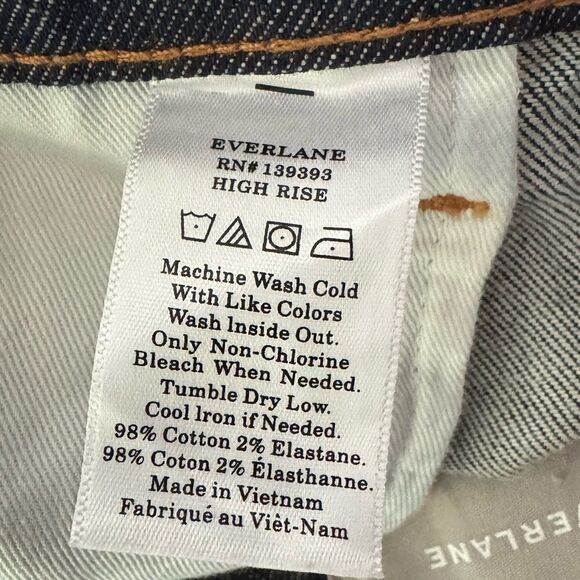 EVERLANE
RN# 139393
HIGH RISE
Machine Wash Cold
With Like Colors
Wash Inside Out.
Only Non-Chlorine
Bleach When Needed.
Tumble Dry Low.
Cool Iron if Needed.
98% Cotton 2% Elastane.
98% Coton 2% Élasthanne.
Made in Vietnam
Fabriqué au Viêt-Nam
ERLANE